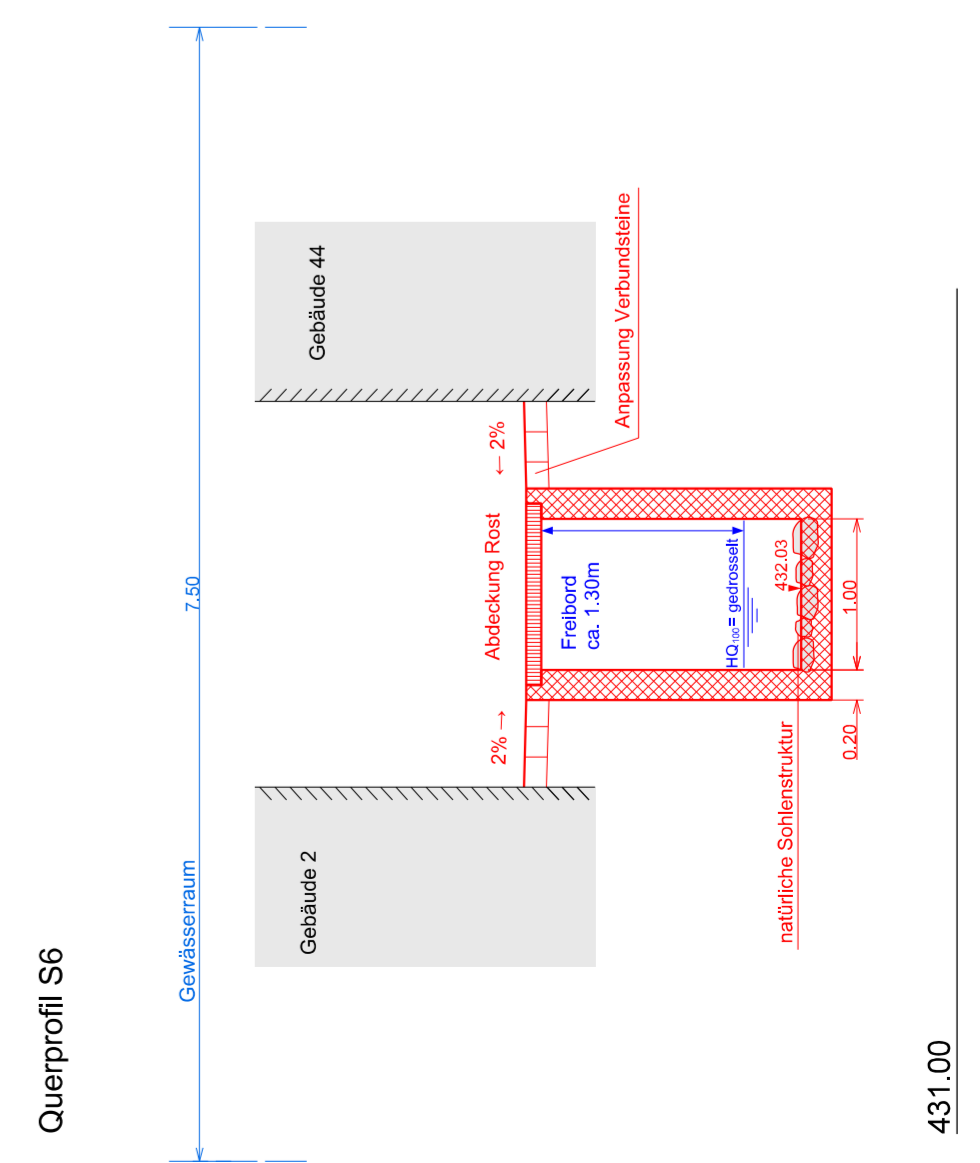 Querprofil S6
Gewässerraum
7.50
Gebäude 2
Gebäude 44
2% →
Abdeckung Rost
← 2%
Freibord
ca. 1.30m
Anpassung Verbundsteine
HQ₁₀₀= gedrosselt
432.03
natürliche Sohlenstruktur
0.20
1.00
431.00